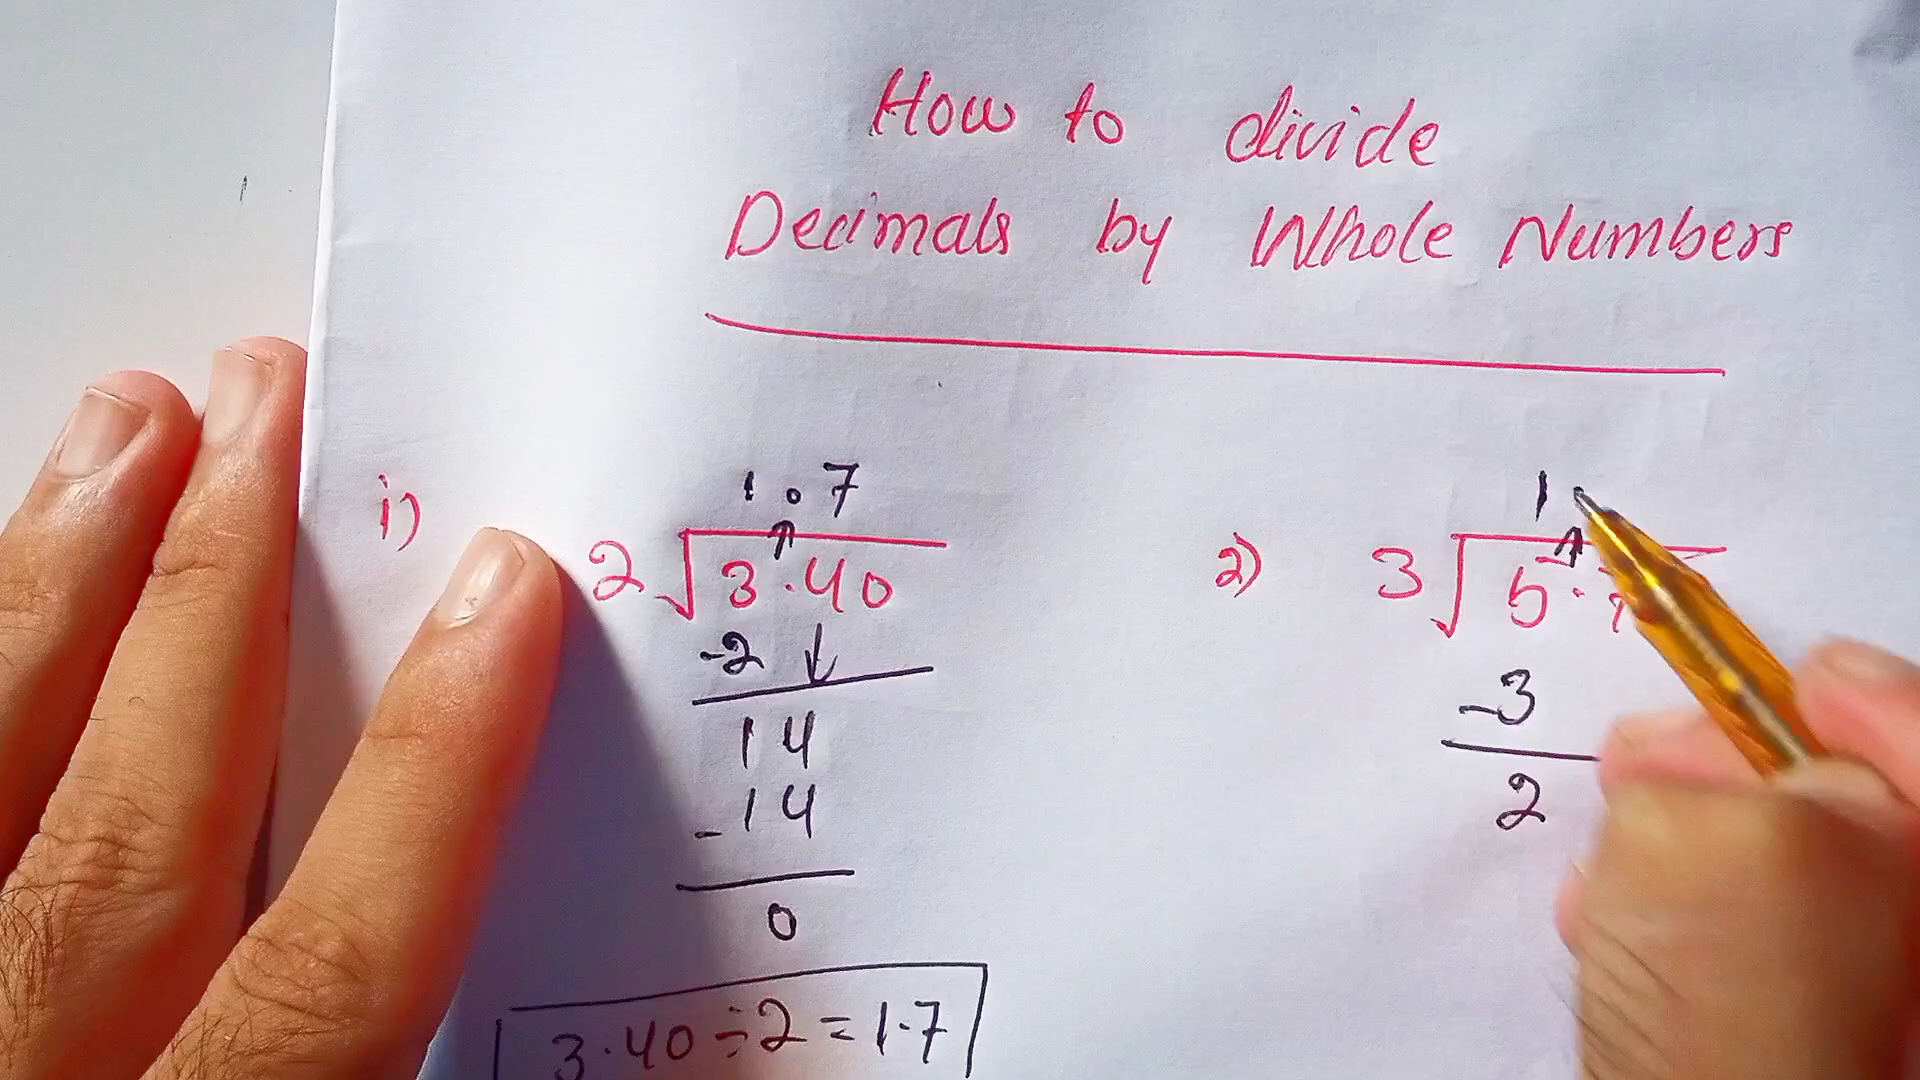 How to divide
Decimals by Whole Numbers
i)
1.7
2 √3.40
-2 ↓
14
-14
0
3.40 ÷ 2 = 1.7
2)
1.
3 √5.
-3
2